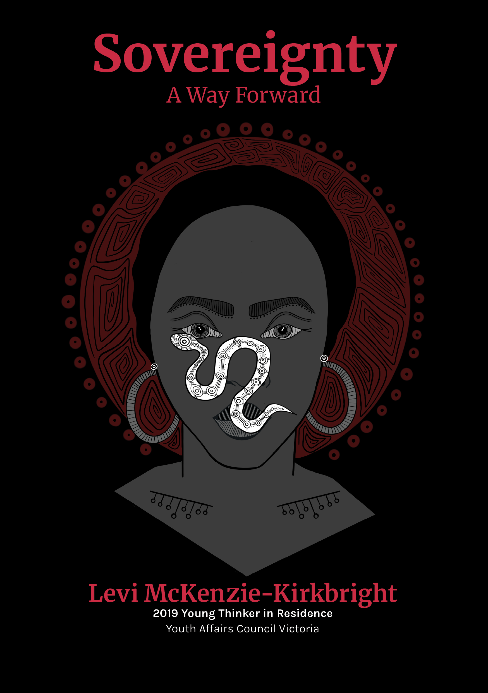 Sovereignty
A Way Forward
Levi McKenzie-Kirkbright
2019 Young Thinker in Residence
Youth Affairs Council Victoria